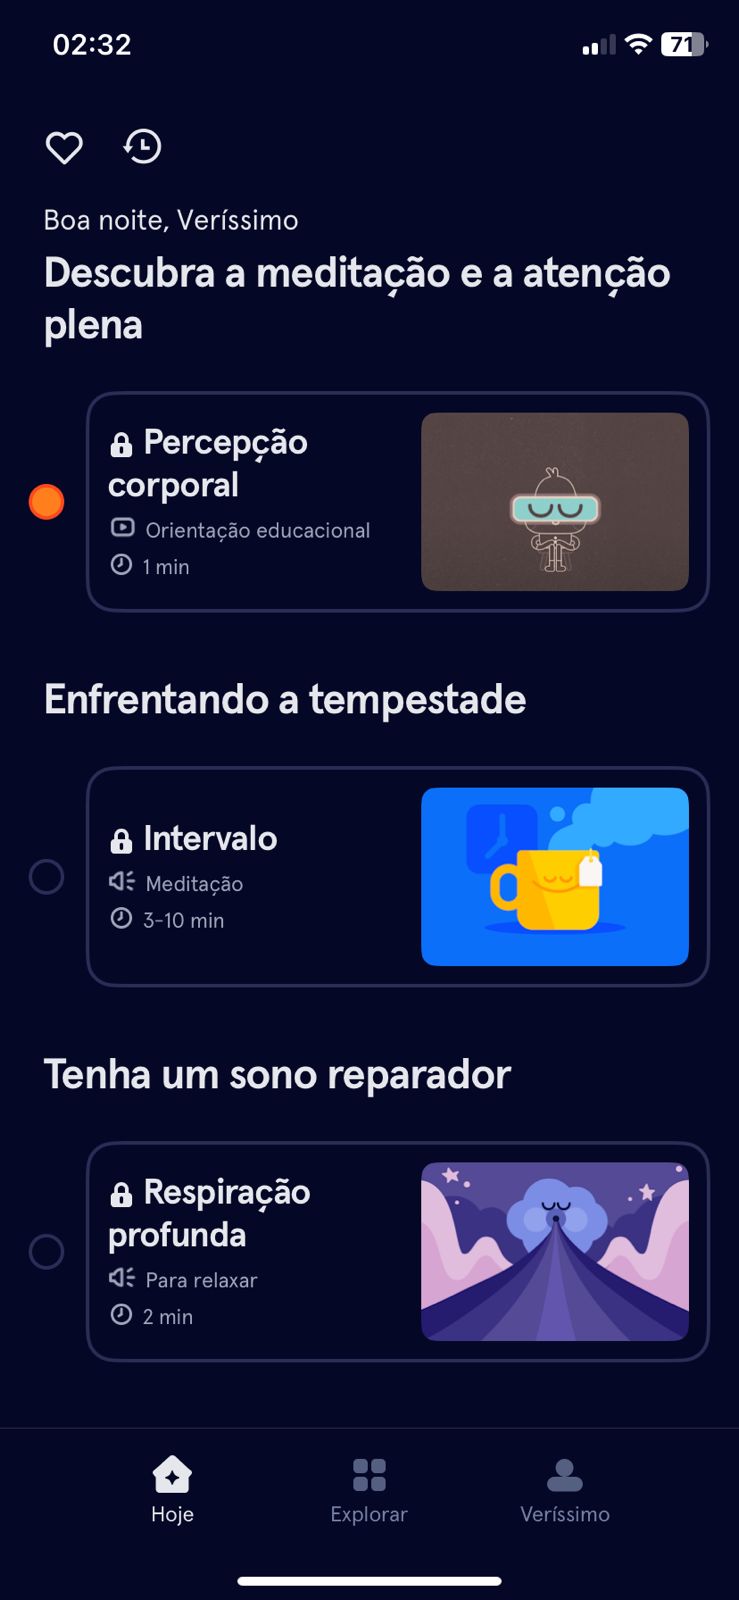 02:32
71
Boa noite, Veríssimo
Descubra a meditação e a atenção
plena
Percepção
corporal
Orientação educacional
1 min
Enfrentando a tempestade
Intervalo
Meditação
3-10 min
Tenha um sono reparador
Respiração
profunda
Para relaxar
2 min
Hoje
Explorar
Veríssimo